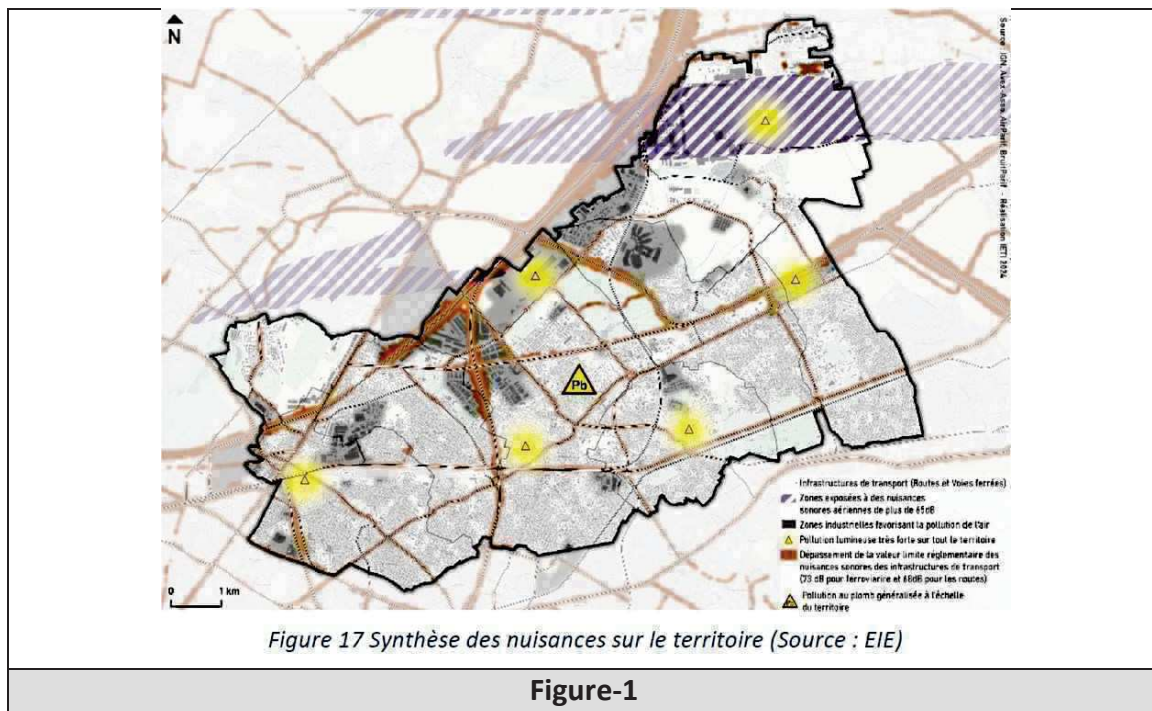 N
Source : IGN, Avex-Asso, AirParif, BruitParif - Réalisation IETI 2024
Pb
- Infrastructures de transport (Routes et Voies ferrées)
Zones exposées à des nuisances
sonores aériennes de plus de 65dB
Zones industrielles favorisant la pollution de l'air
Pollution lumineuse très forte sur tout le territoire
Dépassement de la valeur limite réglementaire des
nuisances sonores des infrastructures de transport
(73 dB pour ferroviarire et 68dB pour les routes)
Pollution au plomb généralisée à l'échelle
du territoire
0 1 km
Figure 17 Synthèse des nuisances sur le territoire (Source : EIE)
Figure-1